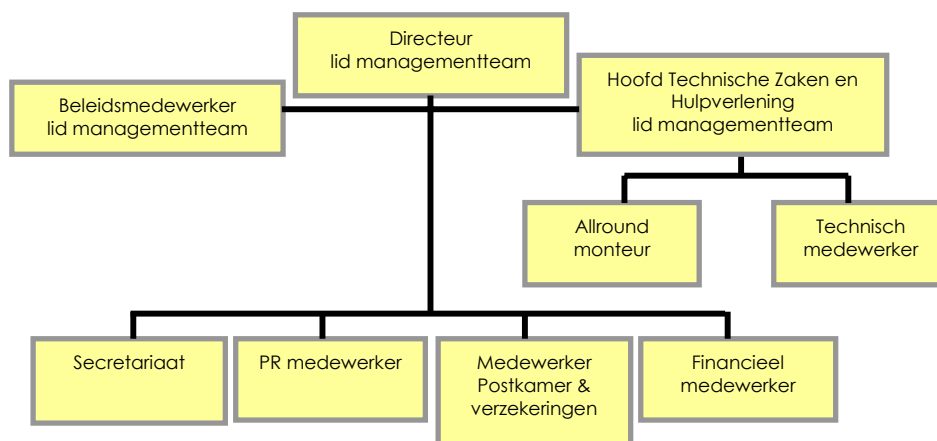 Directeur
lid managementteam
Beleidsmedewerker
lid managementteam
Hoofd Technische Zaken en
Hulpverlening
lid managementteam
Allround
monteur
Technisch
medewerker
Secretariaat
PR medewerker
Medewerker
Postkamer &
verzekeringen
Financieel
medewerker